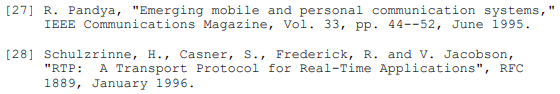 [27] R. Pandya, "Emerging mobile and personal communication systems,"
IEEE Communications Magazine, Vol. 33, pp. 44--52, June 1995.
[28] Schulzrinne, H., Casner, S., Frederick, R. and V. Jacobson,
"RTP: A Transport Protocol for Real-Time Applications", RFC
1889, January 1996.